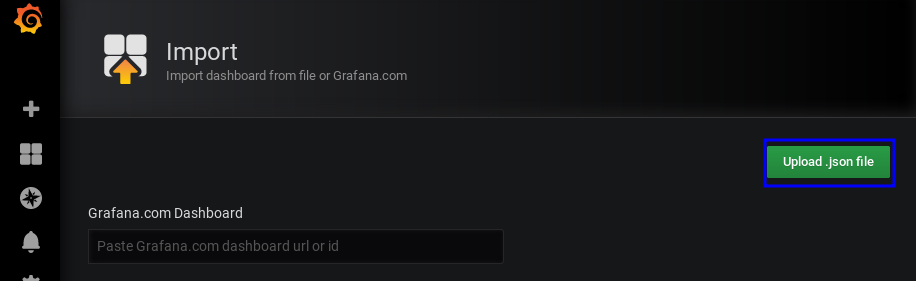 Import
Import dashboard from file or Grafana.com
Upload .json file
Grafana.com Dashboard
Paste Grafana.com dashboard url or id